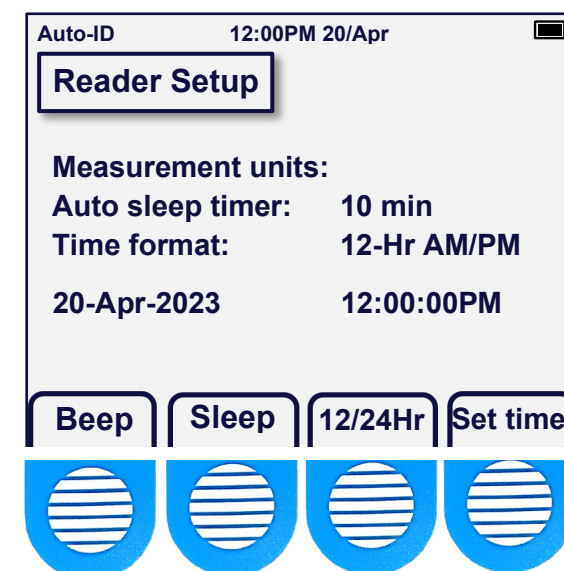 Auto-ID 12:00PM 20/Apr
Reader Setup
Measurement units:
Auto sleep timer: 10 min
Time format: 12-Hr AM/PM
20-Apr-2023 12:00:00PM
Beep Sleep 12/24Hr Set time